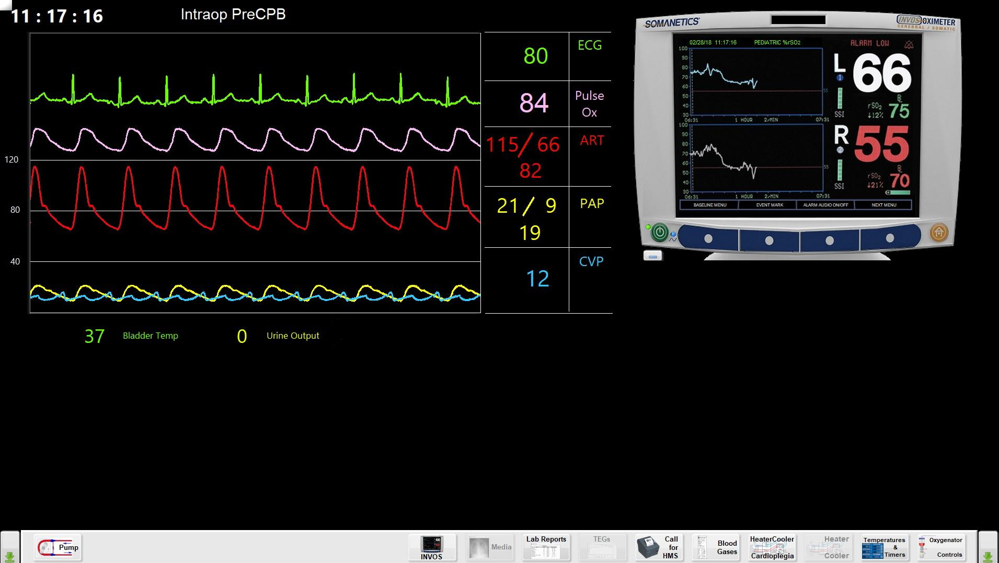 11 : 17 : 16
Intraop PreCPB
120
80
40
80
ECG
84
Pulse
Ox
115/ 66
82
ART
21/ 9
19
PAP
12
CVP
37 Bladder Temp
0 Urine Output
SOMANETICS
INVOS OXIMETER
CEREBRAL / SOMATIC
02/28/18 11:17:16 PEDIATRIC %rSO2
ALARM LOW
100
90
80
70
60
50
40
30
55
06:31 1 HOUR 2/MIN 07:31
L
1
66
SSI
rSO2
↓12%
75
100
90
80
70
60
50
40
30
55
06:31 1 HOUR 2/MIN 07:31
R
2
55
SSI
rSO2
↓21%
70
BASELINE MENU
EVENT MARK
ALARM AUDIO ON/OFF
NEXT MENU
Pump
INVOS
Media
Lab Reports
TEGs
Call
for
HMS
Blood
Gases
HeaterCooler
Cardioplegia
Heater
Cooler
Temperatures
&
Timers
Oxygenator
Controls